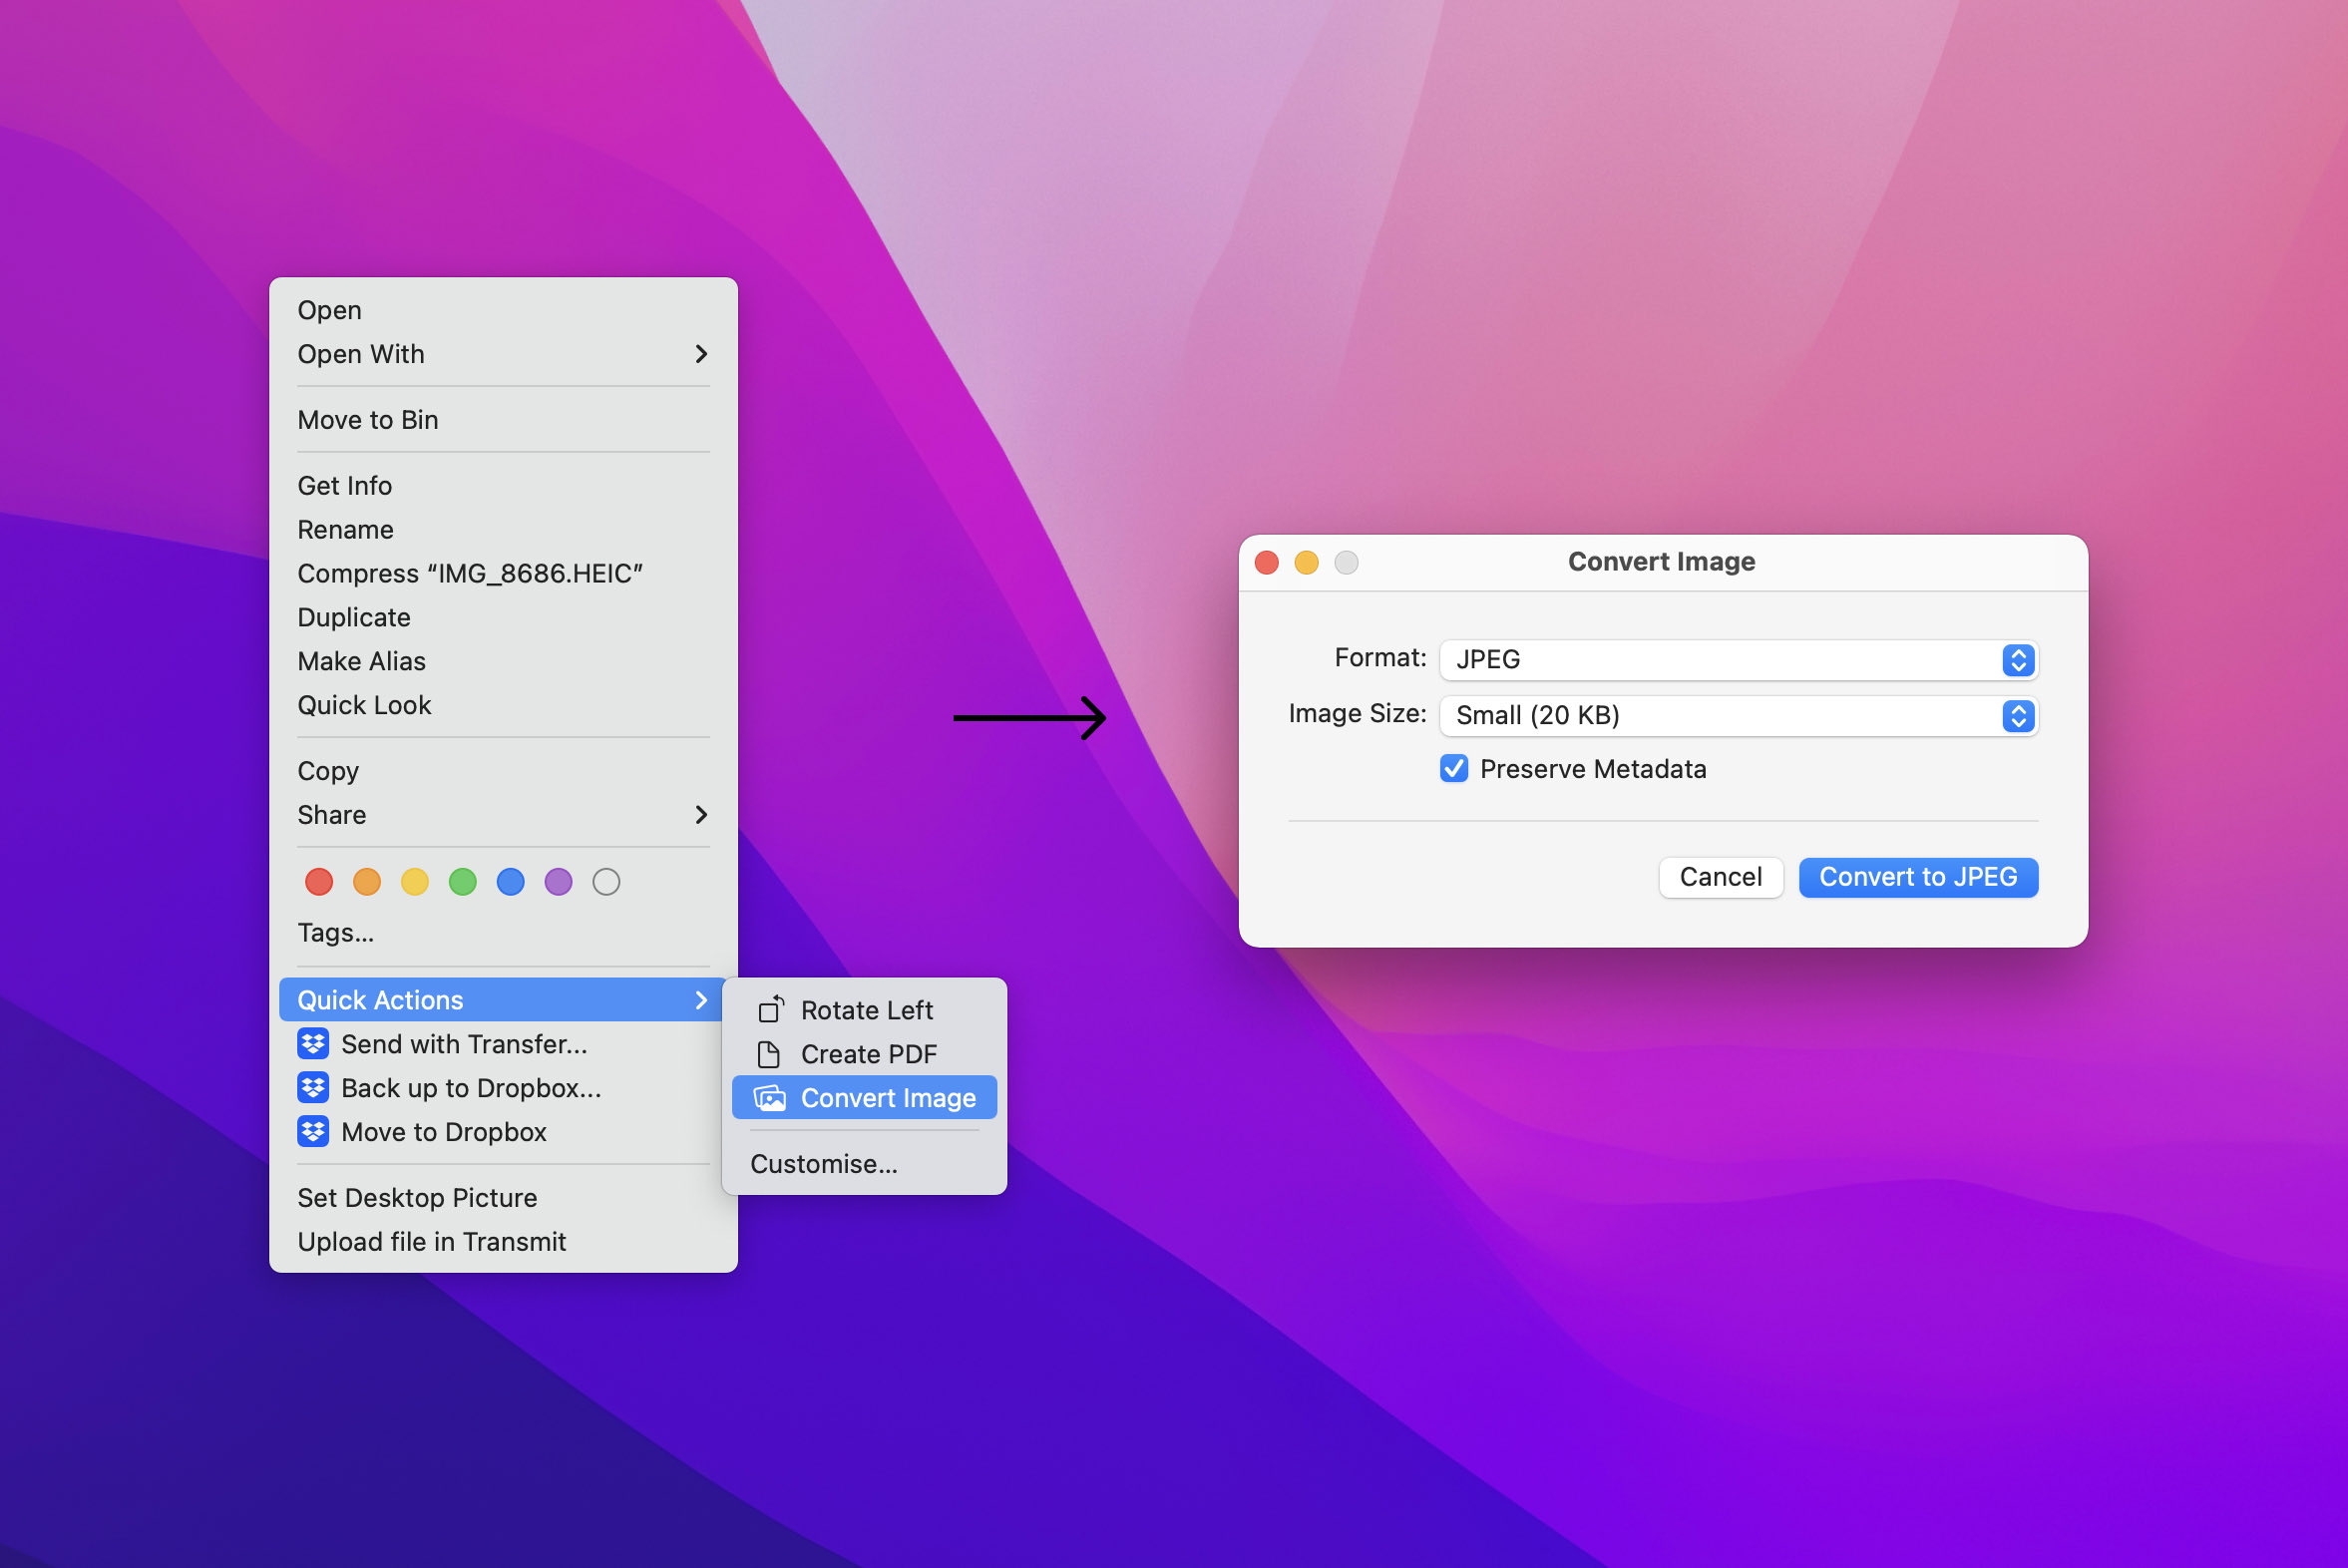 Open
Open With
Move to Bin
Get Info
Rename
Compress “IMG_8686.HEIC”
Duplicate
Make Alias
Quick Look
Copy
Share
Tags...
Quick Actions
Send with Transfer...
Back up to Dropbox...
Move to Dropbox
Set Desktop Picture
Upload file in Transmit
Rotate Left
Create PDF
Convert Image
Customise...
Convert Image
Format: JPEG
Image Size: Small (20 KB)
Preserve Metadata
Cancel Convert to JPEG